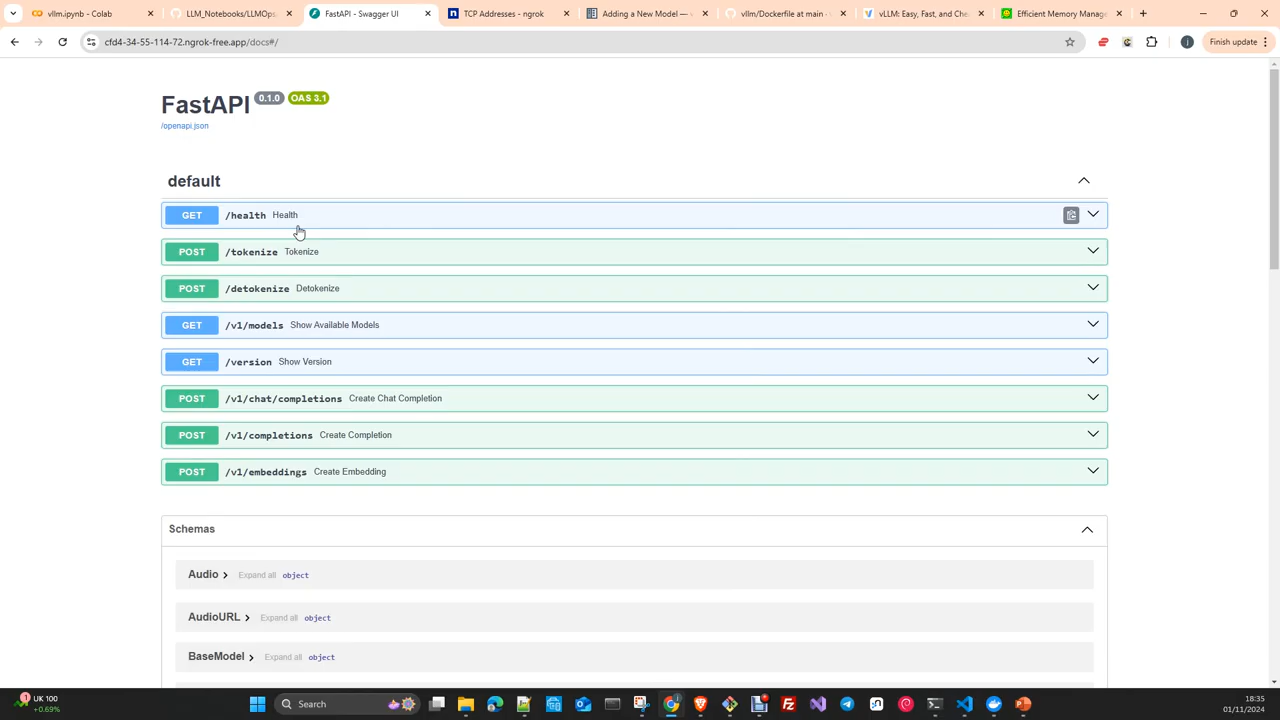 vllm.ipynb - Colab
LLM_Notebooks/LLMOps
FastAPI - Swagger UI
TCP Addresses - ngrok
Adding a New Model —
vllm/Dockerfile at main · v
vLLM: Easy, Fast, and Che
Efficient Memory Manage
cfd4-34-55-114-72.ngrok-free.app/docs#/
Finish update
FastAPI 0.1.0 OAS 3.1
/openapi.json
default
GET /health Health
POST /tokenize Tokenize
POST /detokenize Detokenize
GET /v1/models Show Available Models
GET /version Show Version
POST /v1/chat/completions Create Chat Completion
POST /v1/completions Create Completion
POST /v1/embeddings Create Embedding
Schemas
Audio Expand all object
AudioURL Expand all object
BaseModel Expand all object
1
UK 100
+0.69%
Search
18:35
01/11/2024